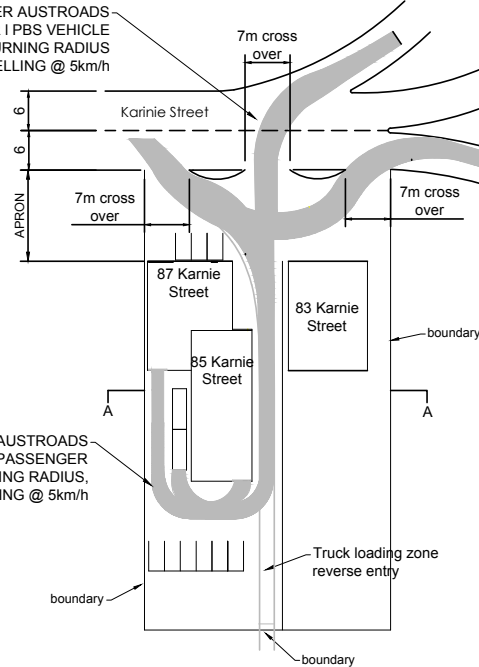 ER AUSTROADS
I PBS VEHICLE
URNING RADIUS
ELLING @ 5km/h
7m cross
over
6
Karinie Street
6
APRON
7m cross
over
7m cross
over
87 Karnie
Street
83 Karnie
Street
85 Karnie
Street
boundary
A
A
AUSTROADS
PASSENGER
ING RADIUS,
ING @ 5km/h
Truck loading zone
reverse entry
boundary
boundary